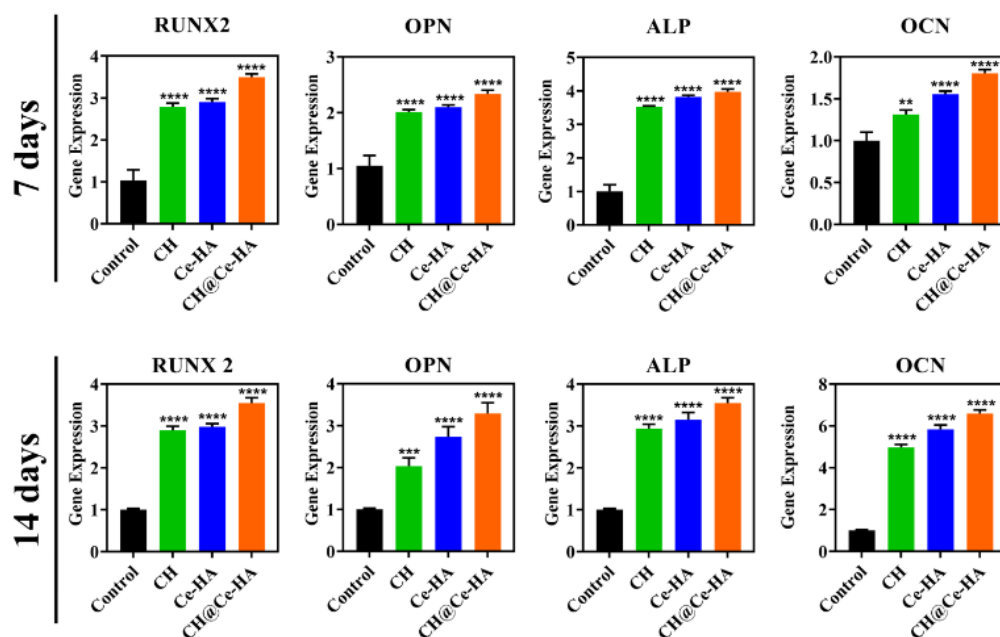 7 days
RUNX2
Gene Expression
4
3
2
1
0
****
****
****
Control
CH
Ce-HA
CH@Ce-HA
OPN
Gene Expression
3
2
1
0
****
****
****
Control
CH
Ce-HA
CH@Ce-HA
ALP
Gene Expression
5
4
3
2
1
0
****
****
****
Control
CH
Ce-HA
CH@Ce-HA
OCN
Gene Expression
2.0
1.5
1.0
0.5
0.0
**
****
****
Control
CH
Ce-HA
CH@Ce-HA
14 days
RUNX 2
Gene Expression
4
3
2
1
0
****
****
****
Control
CH
Ce-HA
CH@Ce-HA
OPN
Gene Expression
4
3
2
1
0
***
****
****
Control
CH
Ce-HA
CH@Ce-HA
ALP
Gene Expression
4
3
2
1
0
****
****
****
Control
CH
Ce-HA
CH@Ce-HA
OCN
Gene Expression
8
6
4
2
0
****
****
****
Control
CH
Ce-HA
CH@Ce-HA